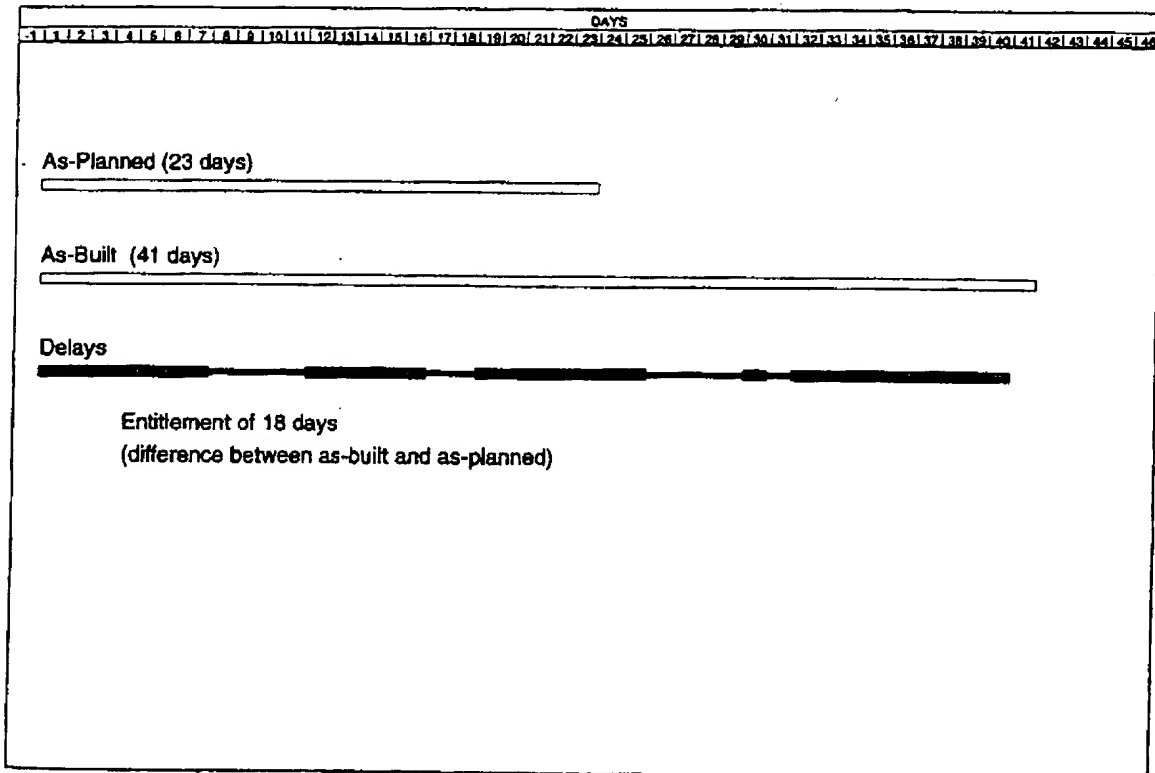 DAYS
-1 1 2 3 4 5 6 7 8 9 10 11 12 13 14 15 16 17 18 19 20 21 22 23 24 25 26 27 28 29 30 31 32 33 34 35 36 37 38 39 40 41 42 43 44 45 46
As-Planned (23 days)
As-Built (41 days)
Delays
Entitlement of 18 days
(difference between as-built and as-planned)